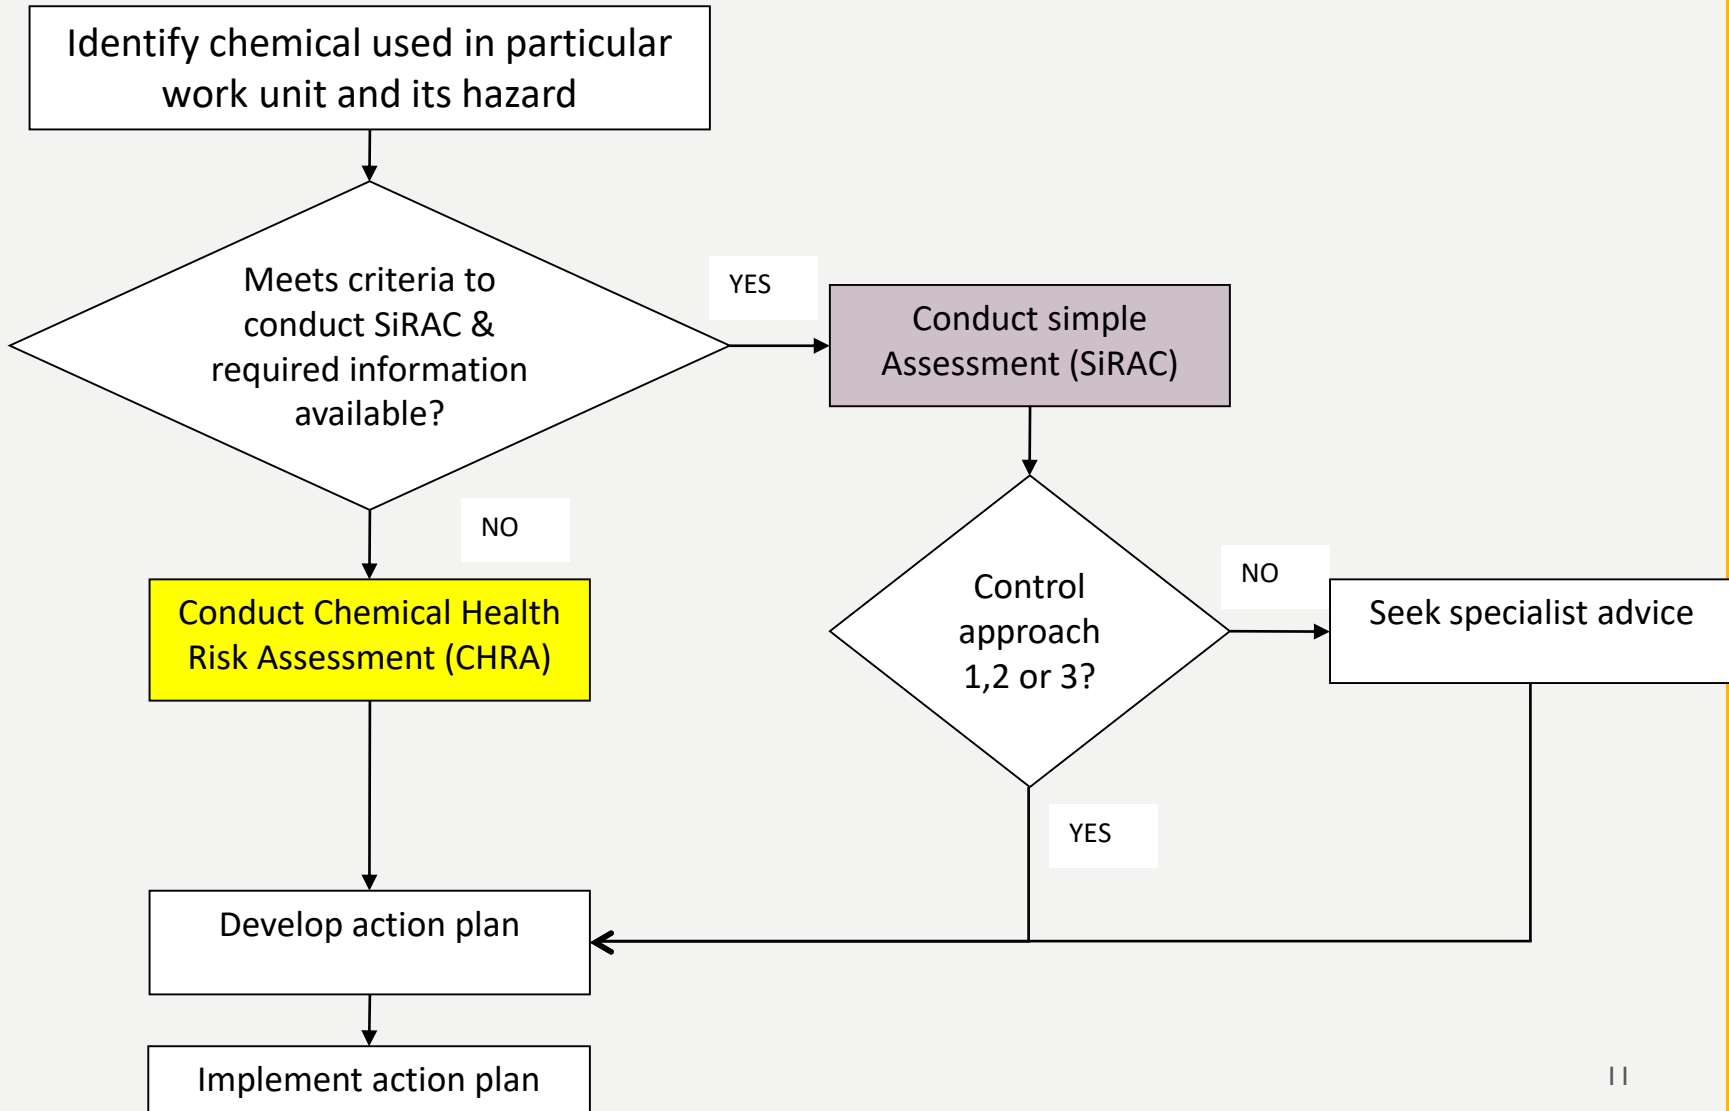 Identify chemical used in particular
work unit and its hazard
Meets criteria to
conduct SiRAC &
required information
available?
YES
Conduct simple
Assessment (SiRAC)
NO
Conduct Chemical Health
Risk Assessment (CHRA)
Control
approach
1,2 or 3?
NO
Seek specialist advice
YES
Develop action plan
Implement action plan
11